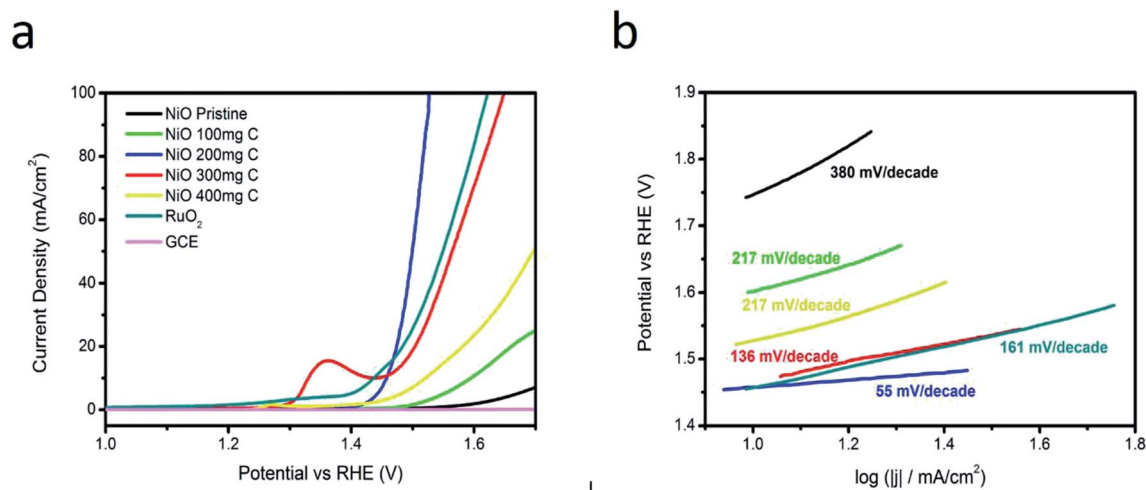 a
100
80
60
40
20
0
Current Density (mA/cm²)
NiO Pristine
NiO 100mg C
NiO 200mg C
NiO 300mg C
NiO 400mg C
RuO₂
GCE
1.0 1.2 1.4 1.6
Potential vs RHE (V)
b
1.9
1.8
1.7
1.6
1.5
1.4
Potential vs RHE (V)
380 mV/decade
217 mV/decade
217 mV/decade
136 mV/decade
161 mV/decade
55 mV/decade
1.0 1.2 1.4 1.6 1.8
log (|j| / mA/cm²)